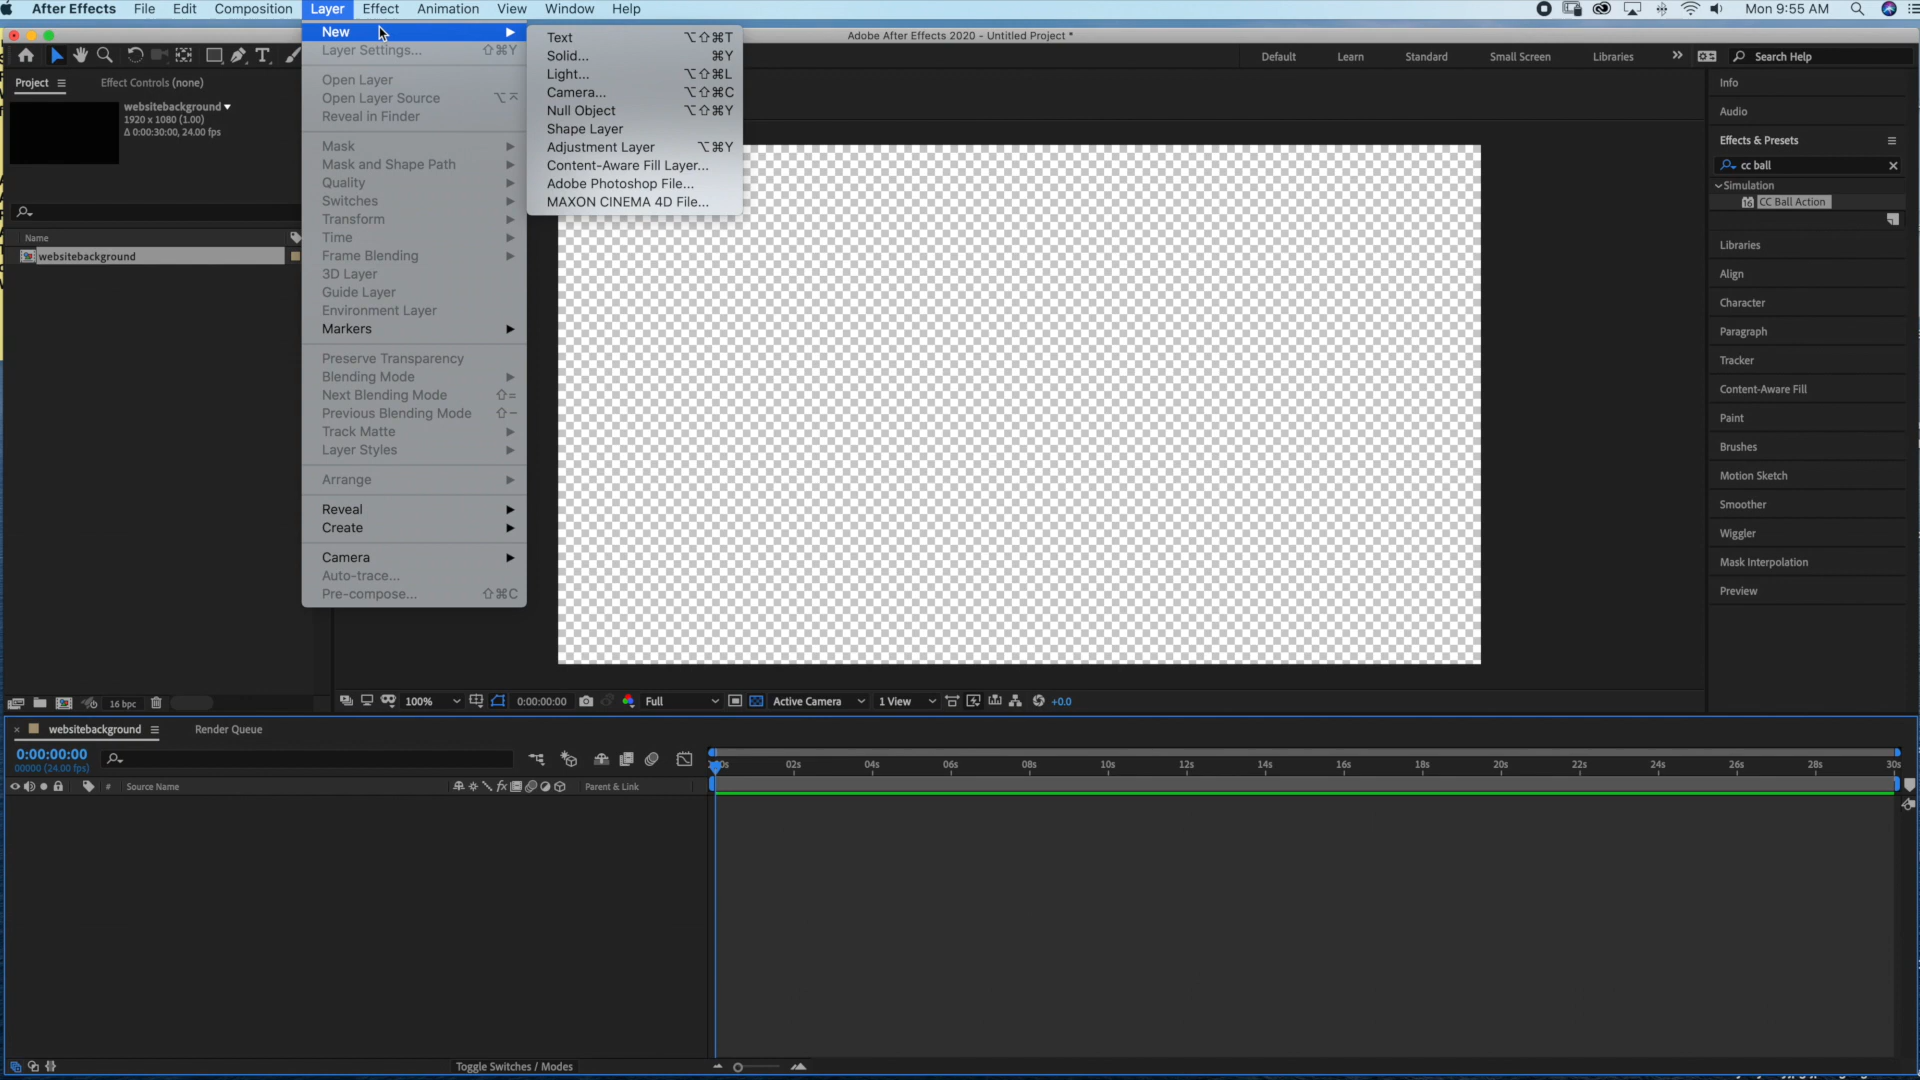 After Effects File Edit Composition Layer Effect Animation View Window Help Mon 9:55 AM
Adobe After Effects 2020 - Untitled Project *
Default Learn Standard Small Screen Libraries » Search Help
Project Effect Controls (none)
websitebackground
1920 x 1080 (1.00)
Δ 0:00:30:00, 24.00 fps
Name
websitebackground
16 bpc
New
Layer Settings... ⇧⌘Y
Open Layer
Open Layer Source
Reveal in Finder
Mask
Mask and Shape Path
Quality
Switches
Transform
Time
Frame Blending
3D Layer
Guide Layer
Environment Layer
Markers
Preserve Transparency
Blending Mode
Next Blending Mode ⇧=
Previous Blending Mode ⇧-
Track Matte
Layer Styles
Arrange
Reveal
Create
Camera
Auto-trace...
Pre-compose... ⇧⌘C
Text ⌥⇧⌘T
Solid... ⌘Y
Light... ⌥⇧⌘L
Camera... ⌥⇧⌘C
Null Object ⌥⇧⌘Y
Shape Layer
Adjustment Layer ⌥⌘Y
Content-Aware Fill Layer...
Adobe Photoshop File...
MAXON CINEMA 4D File...
100% 0:00:00:00 Full Active Camera 1 View +0.0
Info
Audio
Effects & Presets
cc ball
Simulation
16 CC Ball Action
Libraries
Align
Character
Paragraph
Tracker
Content-Aware Fill
Paint
Brushes
Motion Sketch
Smoother
Wiggler
Mask Interpolation
Preview
websitebackground Render Queue
0:00:00:00
00000 (24.00 fps)
02s 04s 06s 08s 10s 12s 14s 16s 18s 20s 22s 24s 26s 28s 30s
# Source Name fx Parent & Link
Toggle Switches / Modes